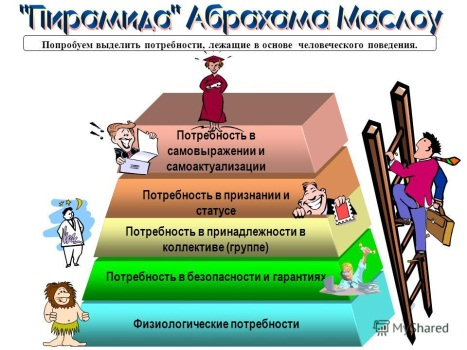 "Пирамида" Абрахама Маслоу
Попробуем выделить потребности, лежащие в основе человеческого поведения.
Потребность в
самовыражении и
самоактуализации
Потребность в признании и
статусе
Потребность в принадлежности в
коллективе (группе)
Потребность в безопасности и гарантиях
Физиологические потребности
MyShared